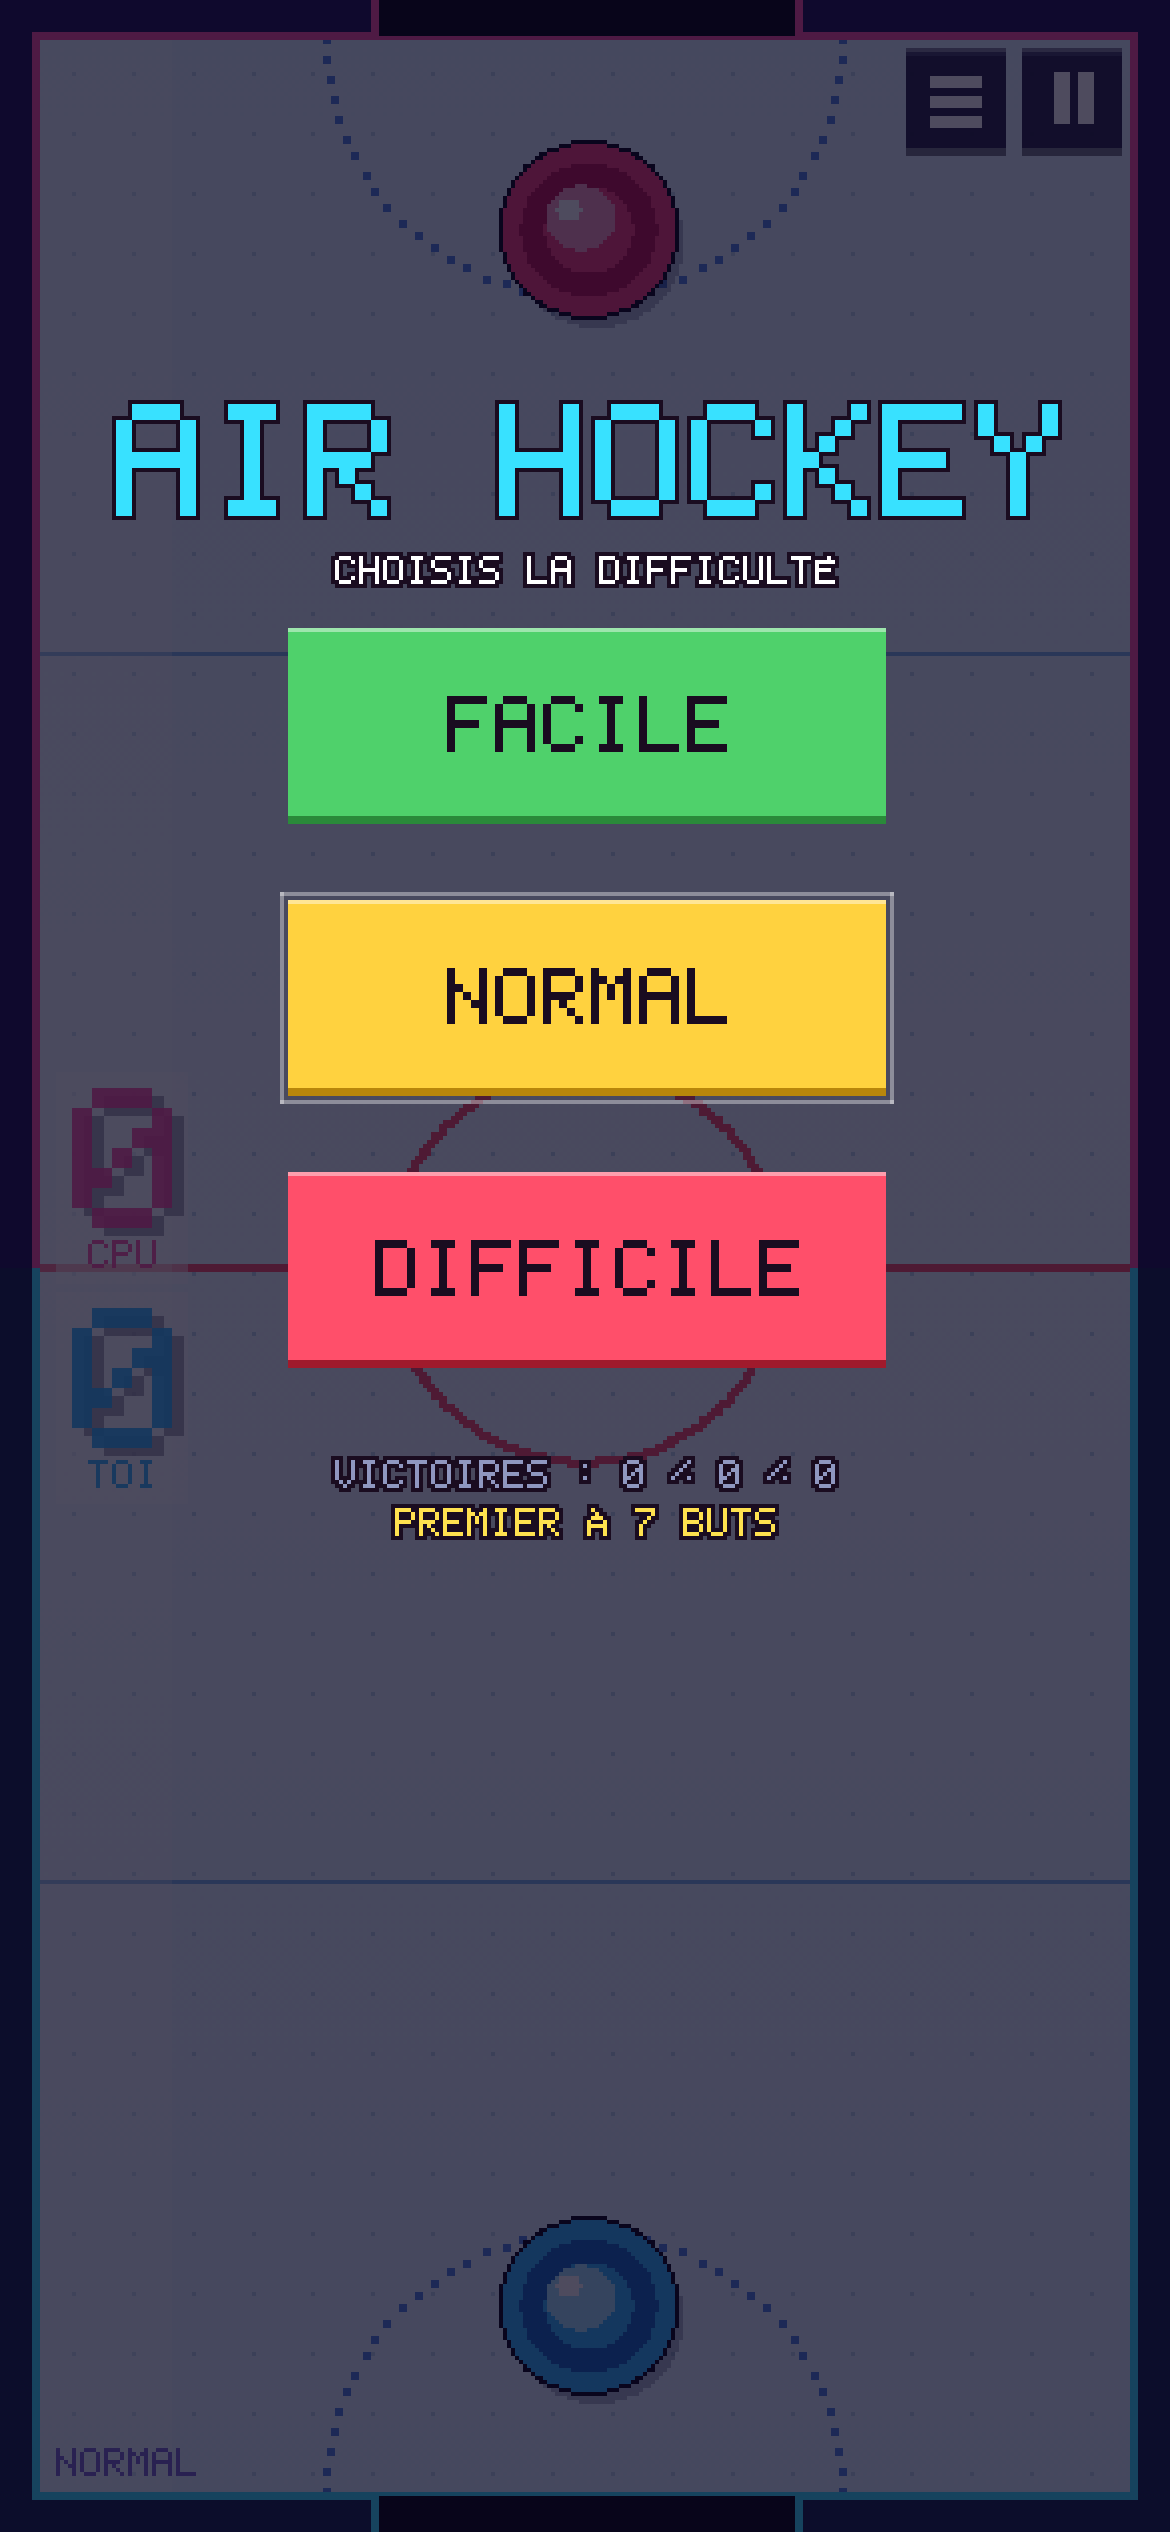 AIR HOCKEY
CHOISIS LA DIFFICULTÉ
FACILE
NORMAL
0
CPU
DIFFICILE
0
TOI
VICTOIRES : 0 / 0 / 0
PREMIER À 7 BUTS
NORMAL